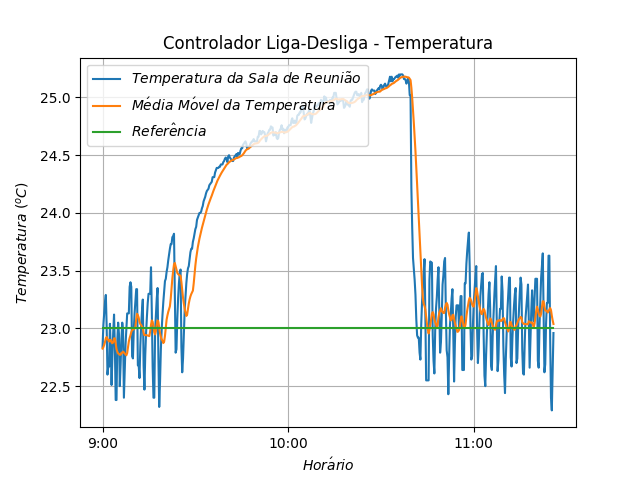 Controlador Liga-Desliga - Temperatura
Temperatura da Sala de Reunião
Média Móvel da Temperatura
Referência
Temperatura (ºC)
25.0
24.5
24.0
23.5
23.0
22.5
9:00
10:00
11:00
Horário